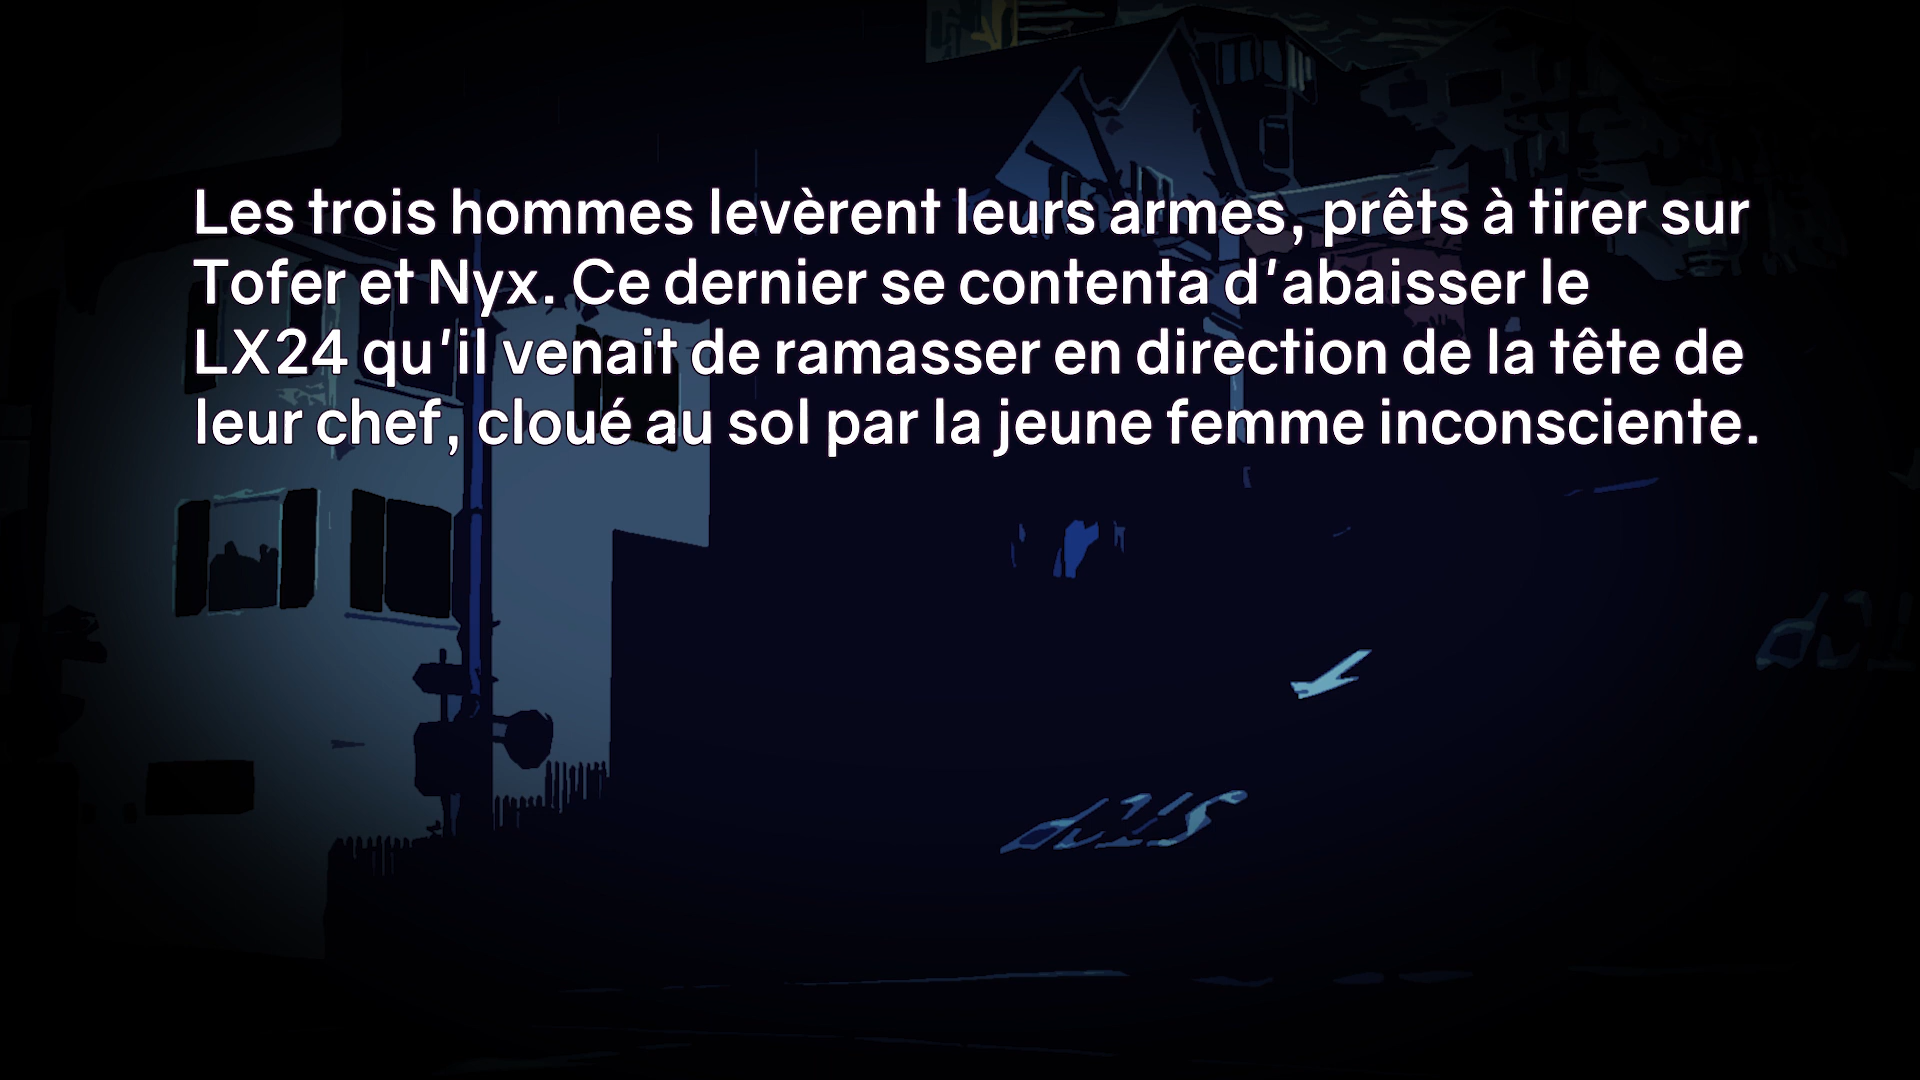 Les trois hommes levèrent leurs armes, prêts à tirer sur
Tofer et Nyx. Ce dernier se contenta d'abaisser le
LX24 qu'il venait de ramasser en direction de la tête de
leur chef, cloué au sol par la jeune femme inconsciente.